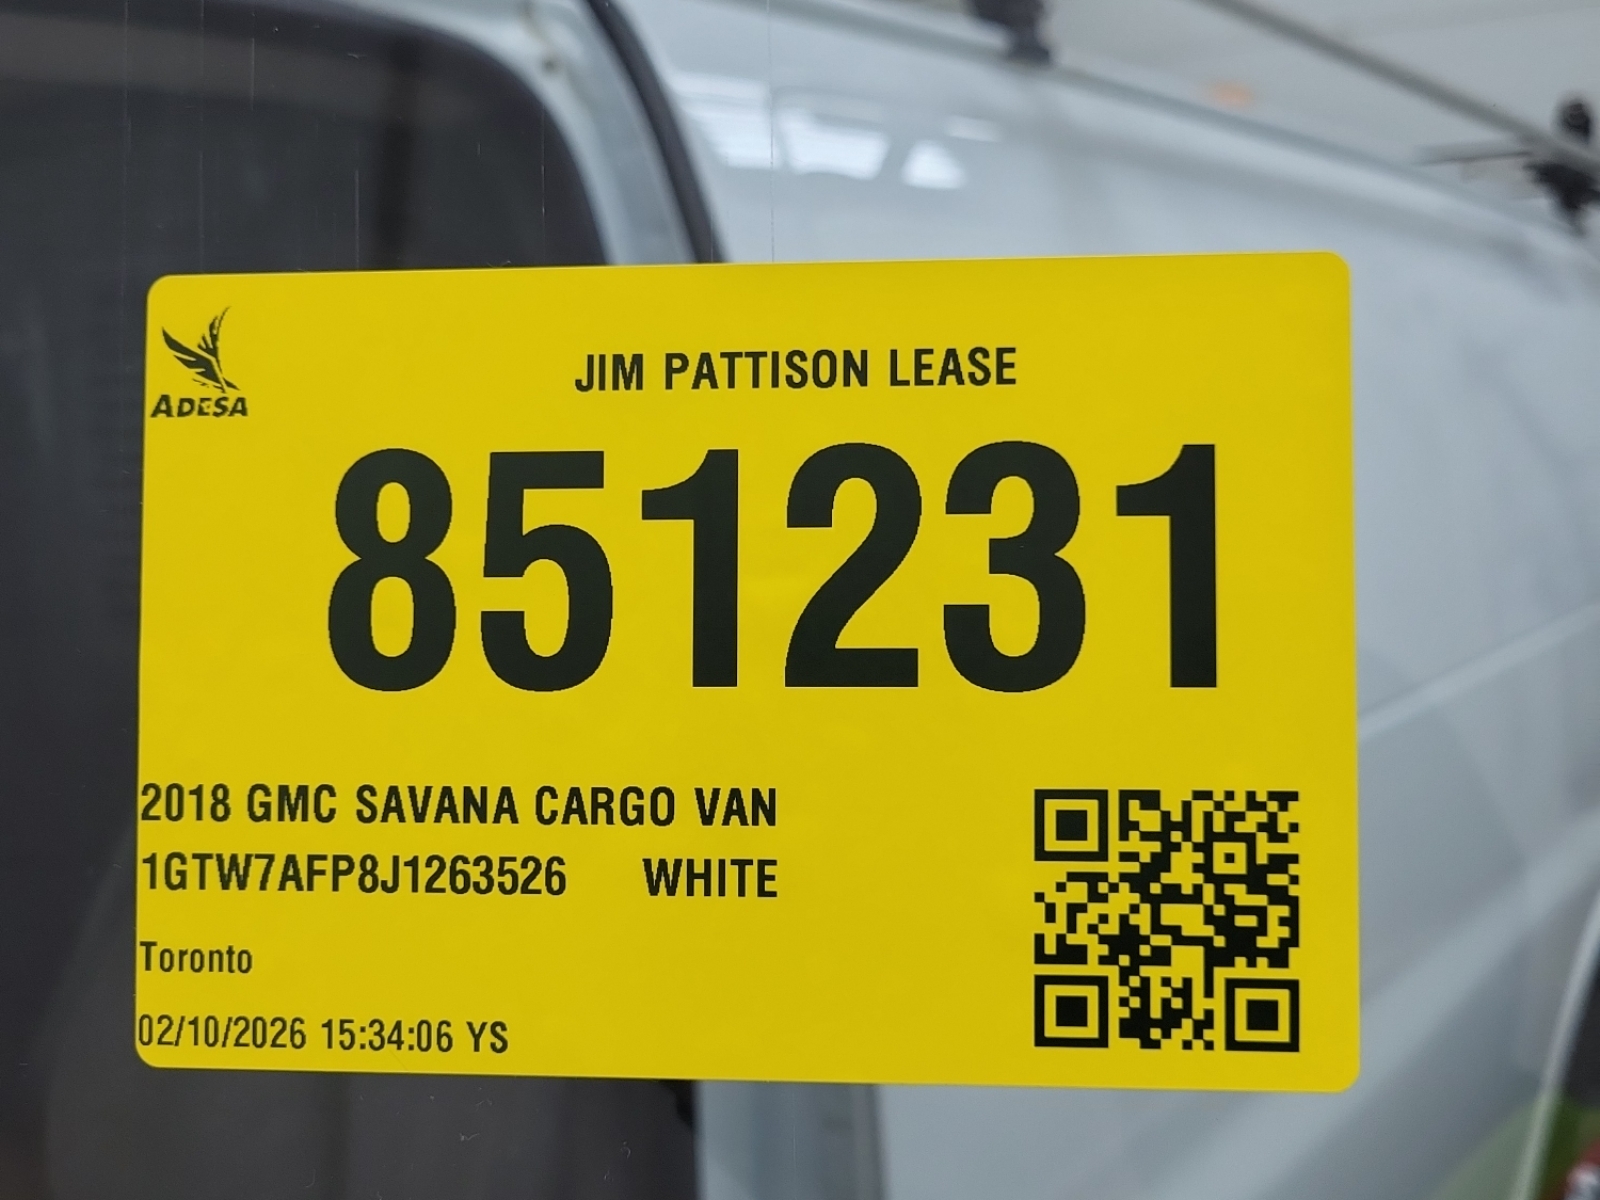 ADESA
JIM PATTISON LEASE
851231
2018 GMC SAVANA CARGO VAN
1GTW7AFP8J1263526 WHITE
Toronto
02/10/2026 15:34:06 YS